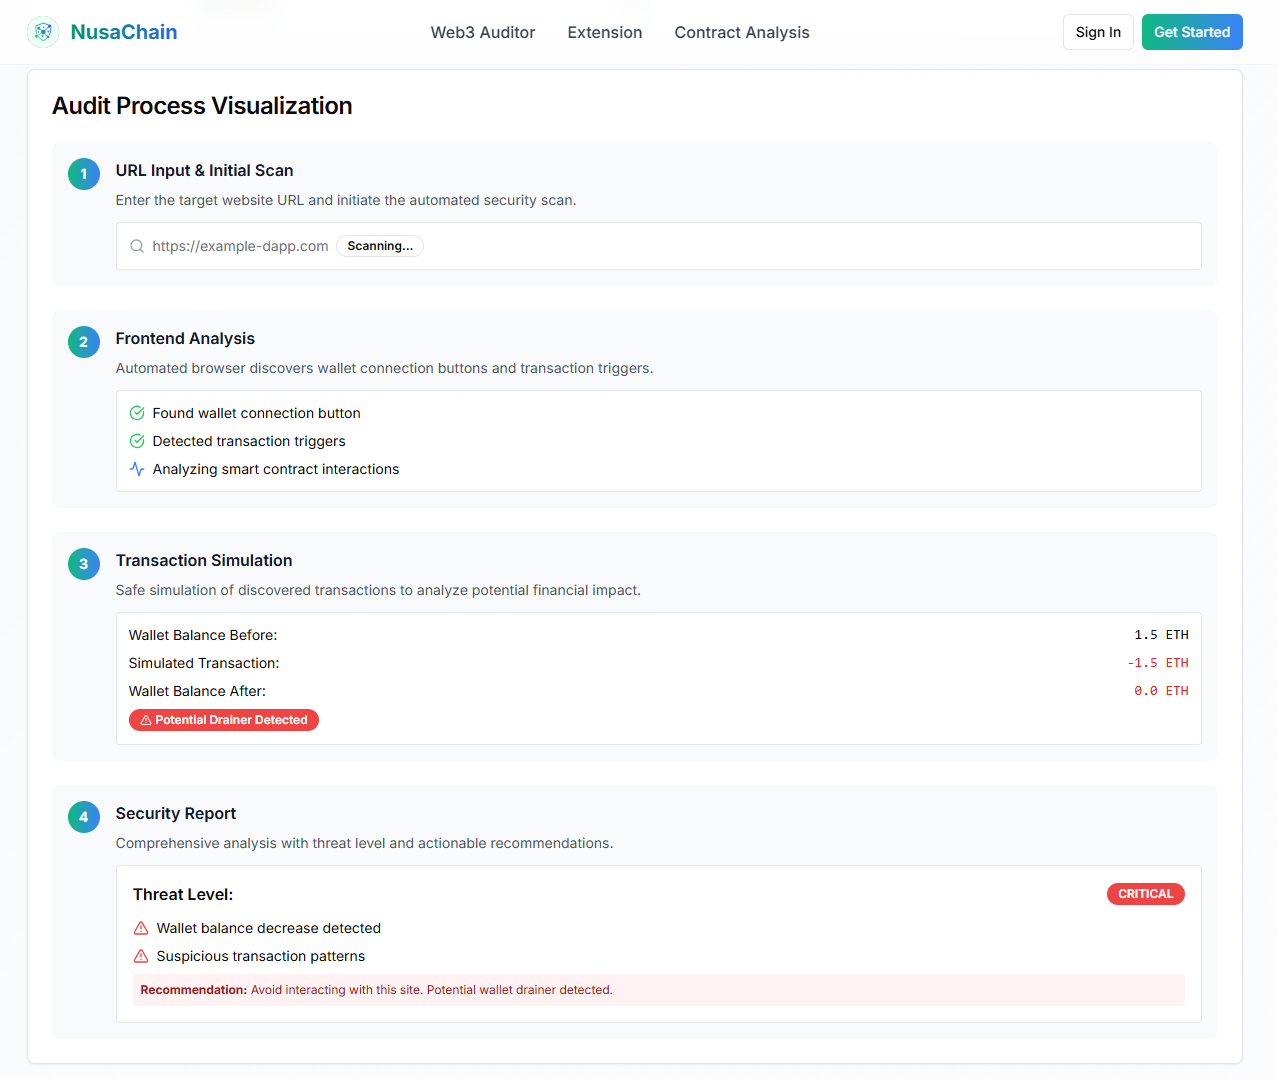 NusaChain
Web3 Auditor
Extension
Contract Analysis
Sign In
Get Started
Audit Process Visualization
1
URL Input & Initial Scan
Enter the target website URL and initiate the automated security scan.
https://example-dapp.com
Scanning...
2
Frontend Analysis
Automated browser discovers wallet connection buttons and transaction triggers.
Found wallet connection button
Detected transaction triggers
Analyzing smart contract interactions
3
Transaction Simulation
Safe simulation of discovered transactions to analyze potential financial impact.
Wallet Balance Before: 1.5 ETH
Simulated Transaction: -1.5 ETH
Wallet Balance After: 0.0 ETH
Potential Drainer Detected
4
Security Report
Comprehensive analysis with threat level and actionable recommendations.
Threat Level: CRITICAL
Wallet balance decrease detected
Suspicious transaction patterns
Recommendation: Avoid interacting with this site. Potential wallet drainer detected.